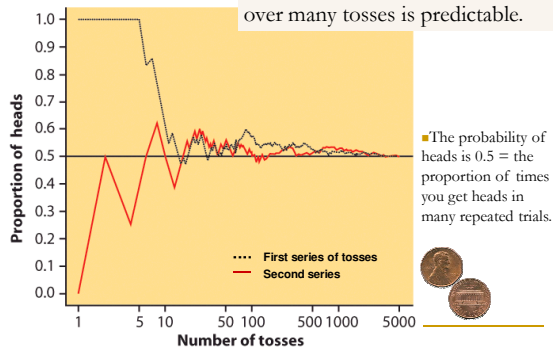 over many tosses is predictable.
1.0
0.9
0.8
0.7
0.6
0.5
0.4
0.3
0.2
0.1
0.0
Proportion of heads
First series of tosses
Second series
1 5 10 50 100 500 1000 5000
Number of tosses
■The probability of
heads is 0.5 = the
proportion of times
you get heads in
many repeated trials.